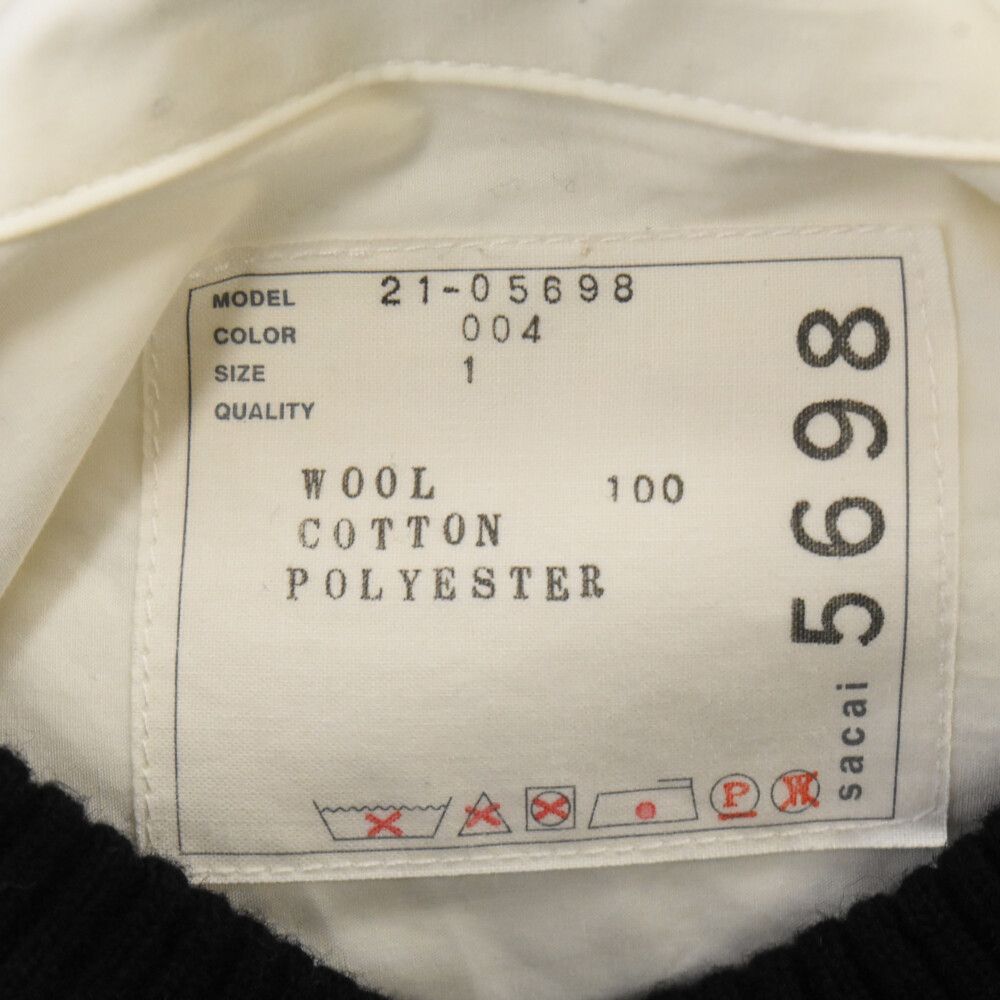 MODEL 21-05698
COLOR 004
SIZE 1
QUALITY
WOOL 100
COTTON
POLYESTER
sacai 5698
P
W